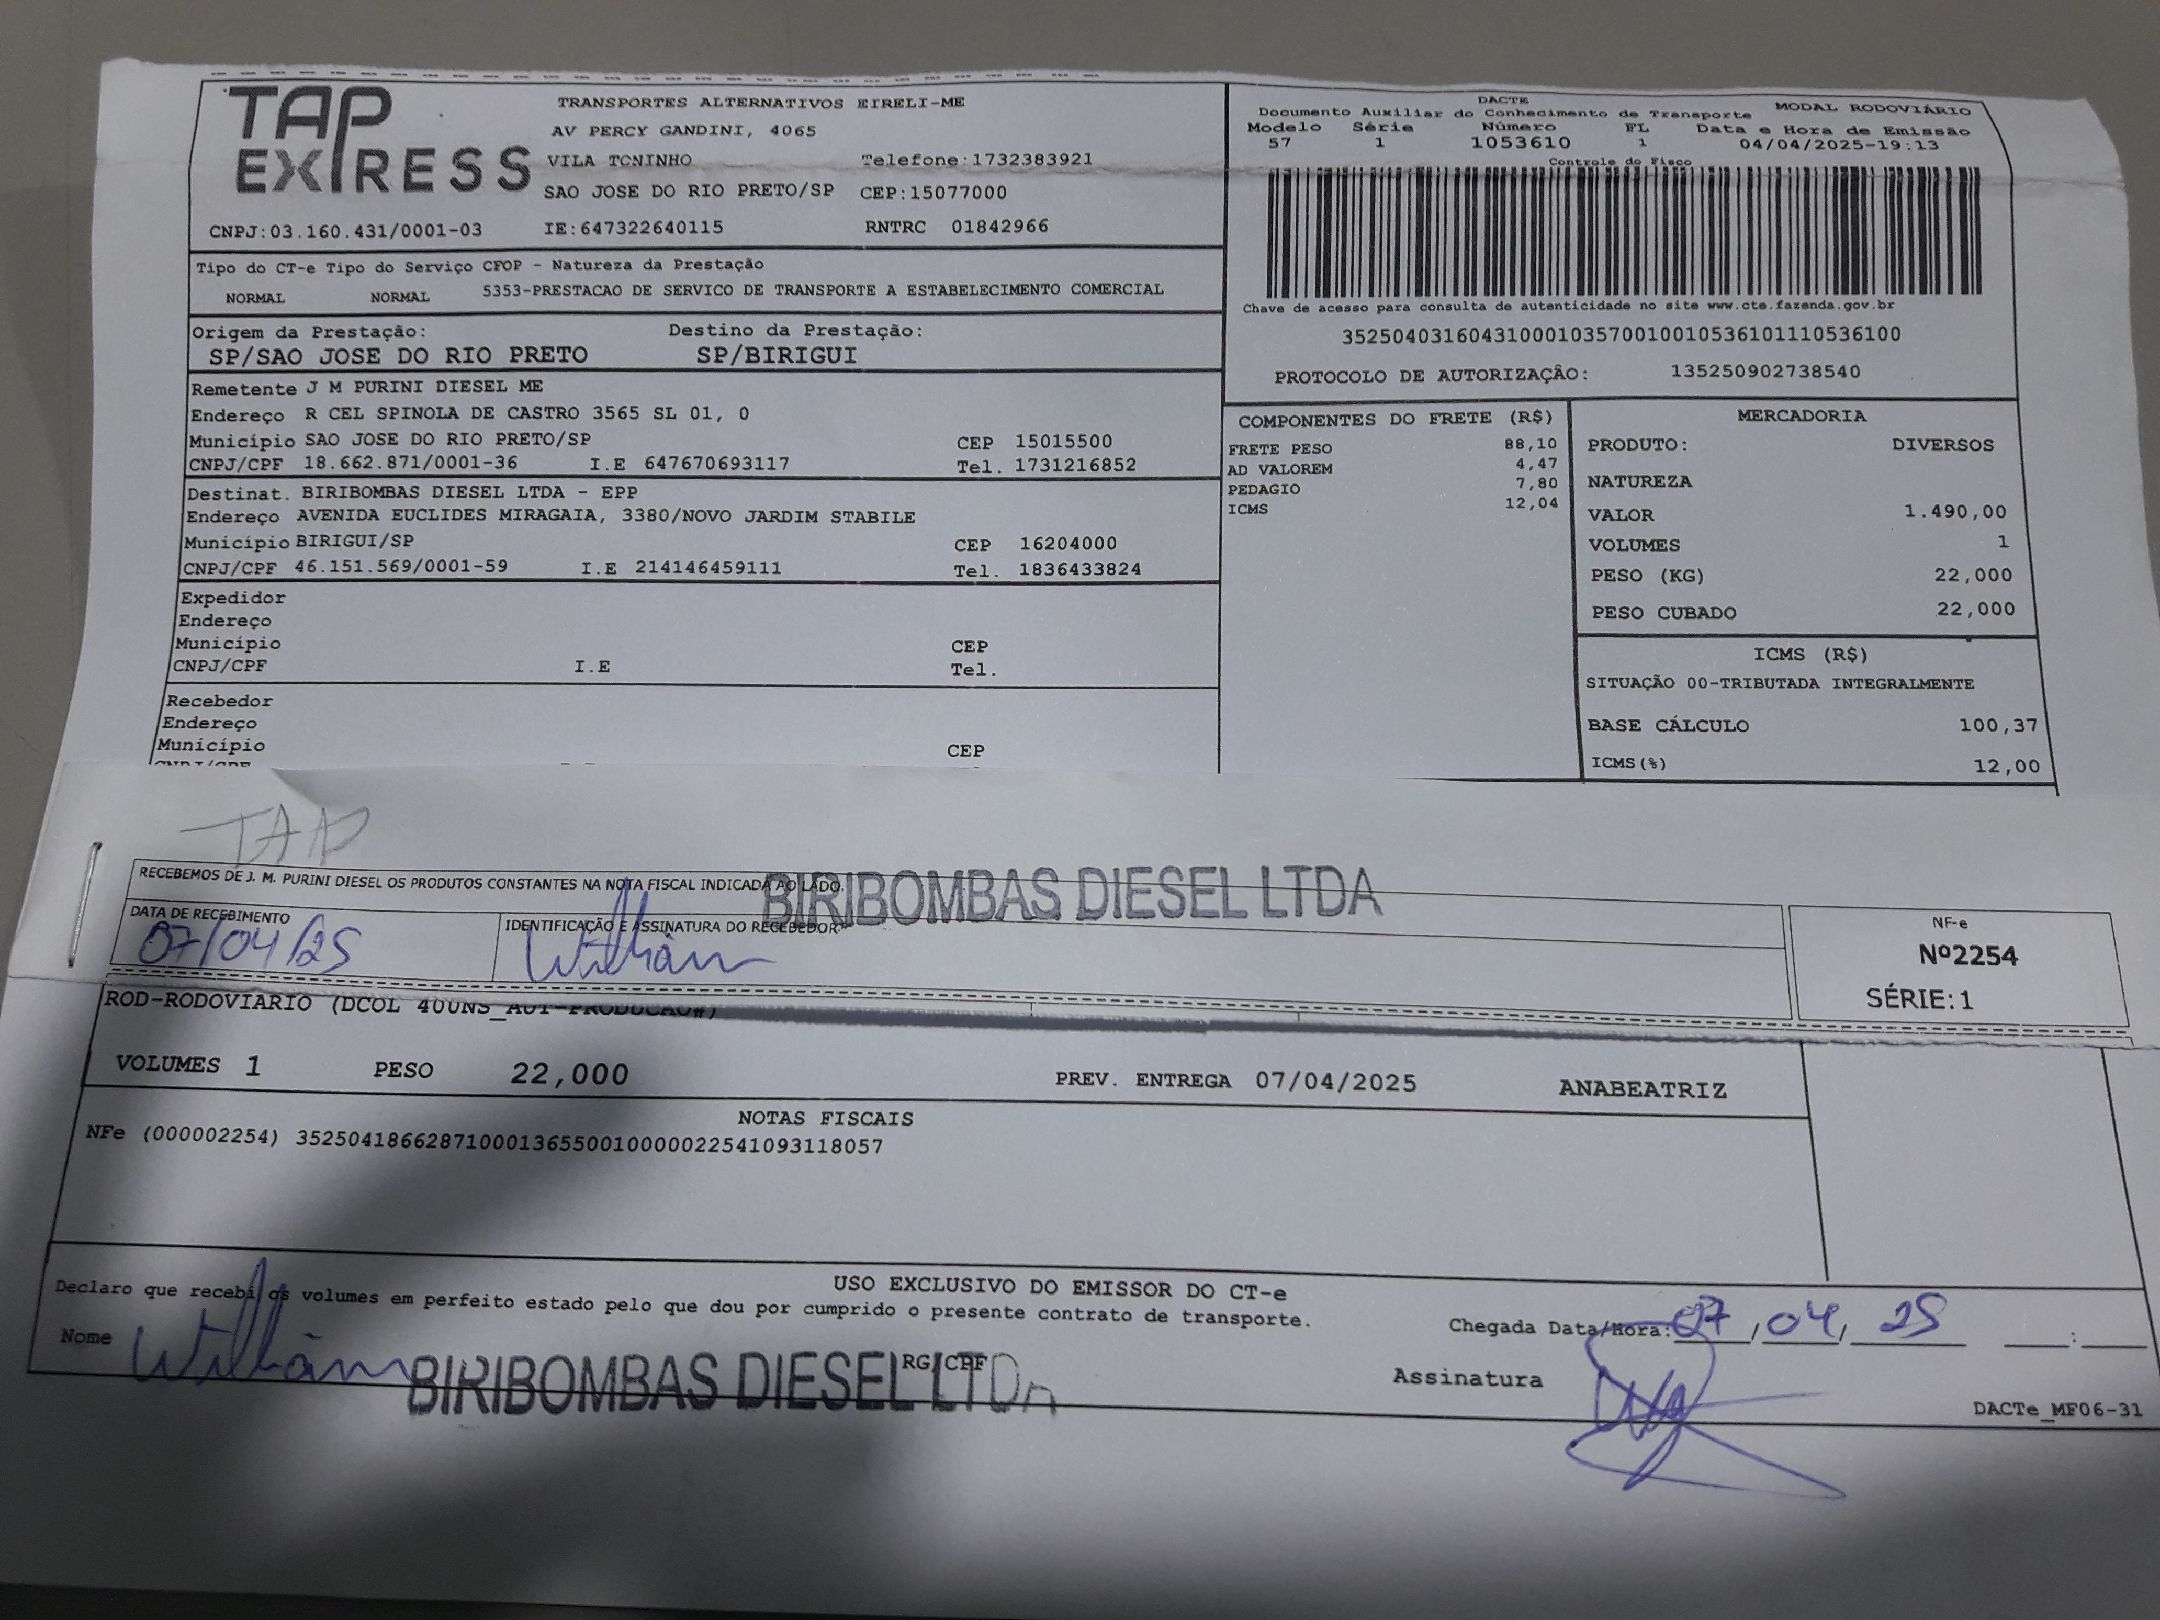 TAP EXPRESS
TRANSPORTES ALTERNATIVOS EIRELI-ME
AV PERCY GANDINI, 4065
VILA TONINHO Telefone:1732383921
SAO JOSE DO RIO PRETO/SP CEP:15077000
CNPJ:03.160.431/0001-03 IE:647322640115 RNTRC 01842966
DACTE
Documento Auxiliar do Conhecimento de Transporte MODAL RODOVIÁRIO
Modelo Série Número FL Data e Hora de Emissão
57 1 1053610 1 04/04/2025-19:13
Controle do Fisco
Chave de acesso para consulta de autenticidade no site www.cte.fazenda.gov.br
35250403160431000103570010010536101110536100
PROTOCOLO DE AUTORIZAÇÂO: 135250902738540
Tipo do CT-e Tipo do Serviço CFOP - Natureza da Prestação
NORMAL NORMAL 5353-PRESTACAO DE SERVICO DE TRANSPORTE A ESTABELECIMENTO COMERCIAL
Origem da Prestação: Destino da Prestação:
SP/SAO JOSE DO RIO PRETO SP/BIRIGUI
Remetente J M PURINI DIESEL ME
Endereço R CEL SPINOLA DE CASTRO 3565 SL 01, 0
Município SAO JOSE DO RIO PRETO/SP CEP 15015500
CNPJ/CPF 18.662.871/0001-36 I.E 647670693117 Tel. 1731216852
Destinat. BIRIBOMBAS DIESEL LTDA - EPP
Endereço AVENIDA EUCLIDES MIRAGAIA, 3380/NOVO JARDIM STABILE
Município BIRIGUI/SP CEP 16204000
CNPJ/CPF 46.151.569/0001-59 I.E 214146459111 Tel. 1836433824
Expedidor
Endereço
Município CEP
CNPJ/CPF I.E Tel.
Recebedor
Endereço
Município CEP
CNPJ/CPF
COMPONENTES DO FRETE (R$)
FRETE PESO 88,10
AD VALOREM 4,47
PEDAGIO 7,80
ICMS 12,04
MERCADORIA
PRODUTO: DIVERSOS
NATUREZA
VALOR 1.490,00
VOLUMES 1
PESO (KG) 22,000
PESO CUBADO 22,000
ICMS (R$)
SITUAÇÃO 00-TRIBUTADA INTEGRALMENTE
BASE CÁLCULO 100,37
ICMS(%) 12,00
TAP
RECEBEMOS DE J. M. PURINI DIESEL OS PRODUTOS CONSTANTES NA NOTA FISCAL INDICADA AO LADO.
BIRIBOMBAS DIESEL LTDA
DATA DE RECEBIMENTO IDENTIFICAÇÃO E ASSINATURA DO RECEBEDOR
07/04/25 Willian
NF-e
Nº2254
SÉRIE:1
ROD-RODOVIARIO (DCOL 400NS_AUT-PRODUCAO#)
VOLUMES 1 PESO 22,000 PREV. ENTREGA 07/04/2025 ANABEATRIZ
NOTAS FISCAIS
NFe (000002254) 35250418662871000136550010000022541093118057
USO EXCLUSIVO DO EMISSOR DO CT-e
Declaro que recebi os volumes em perfeito estado pelo que dou por cumprido o presente contrato de transporte.
Nome Willian RG/CPF Chegada Data/Hora: 07/04/25 :
BIRIBOMBAS DIESEL LTDA
Assinatura
DACTe_MF06-31